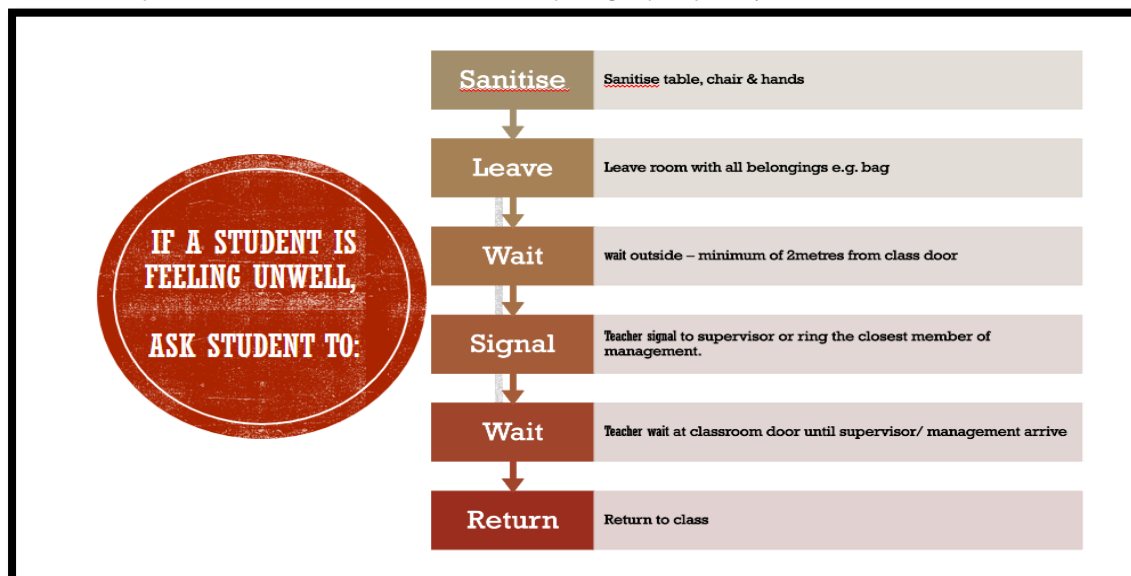 IF A STUDENT IS
FEELING UNWELL,
ASK STUDENT TO:
Sanitise
Sanitise table, chair & hands
Leave
Leave room with all belongings e.g. bag
Wait
wait outside – minimum of 2metres from class door
Signal
Teacher signal to supervisor or ring the closest member of
management.
Wait
Teacher wait at classroom door until supervisor/ management arrive
Return
Return to class